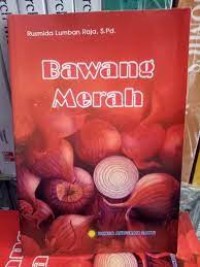 Rusmida Lumban Raja, S.Pd.
Bawang
Merah